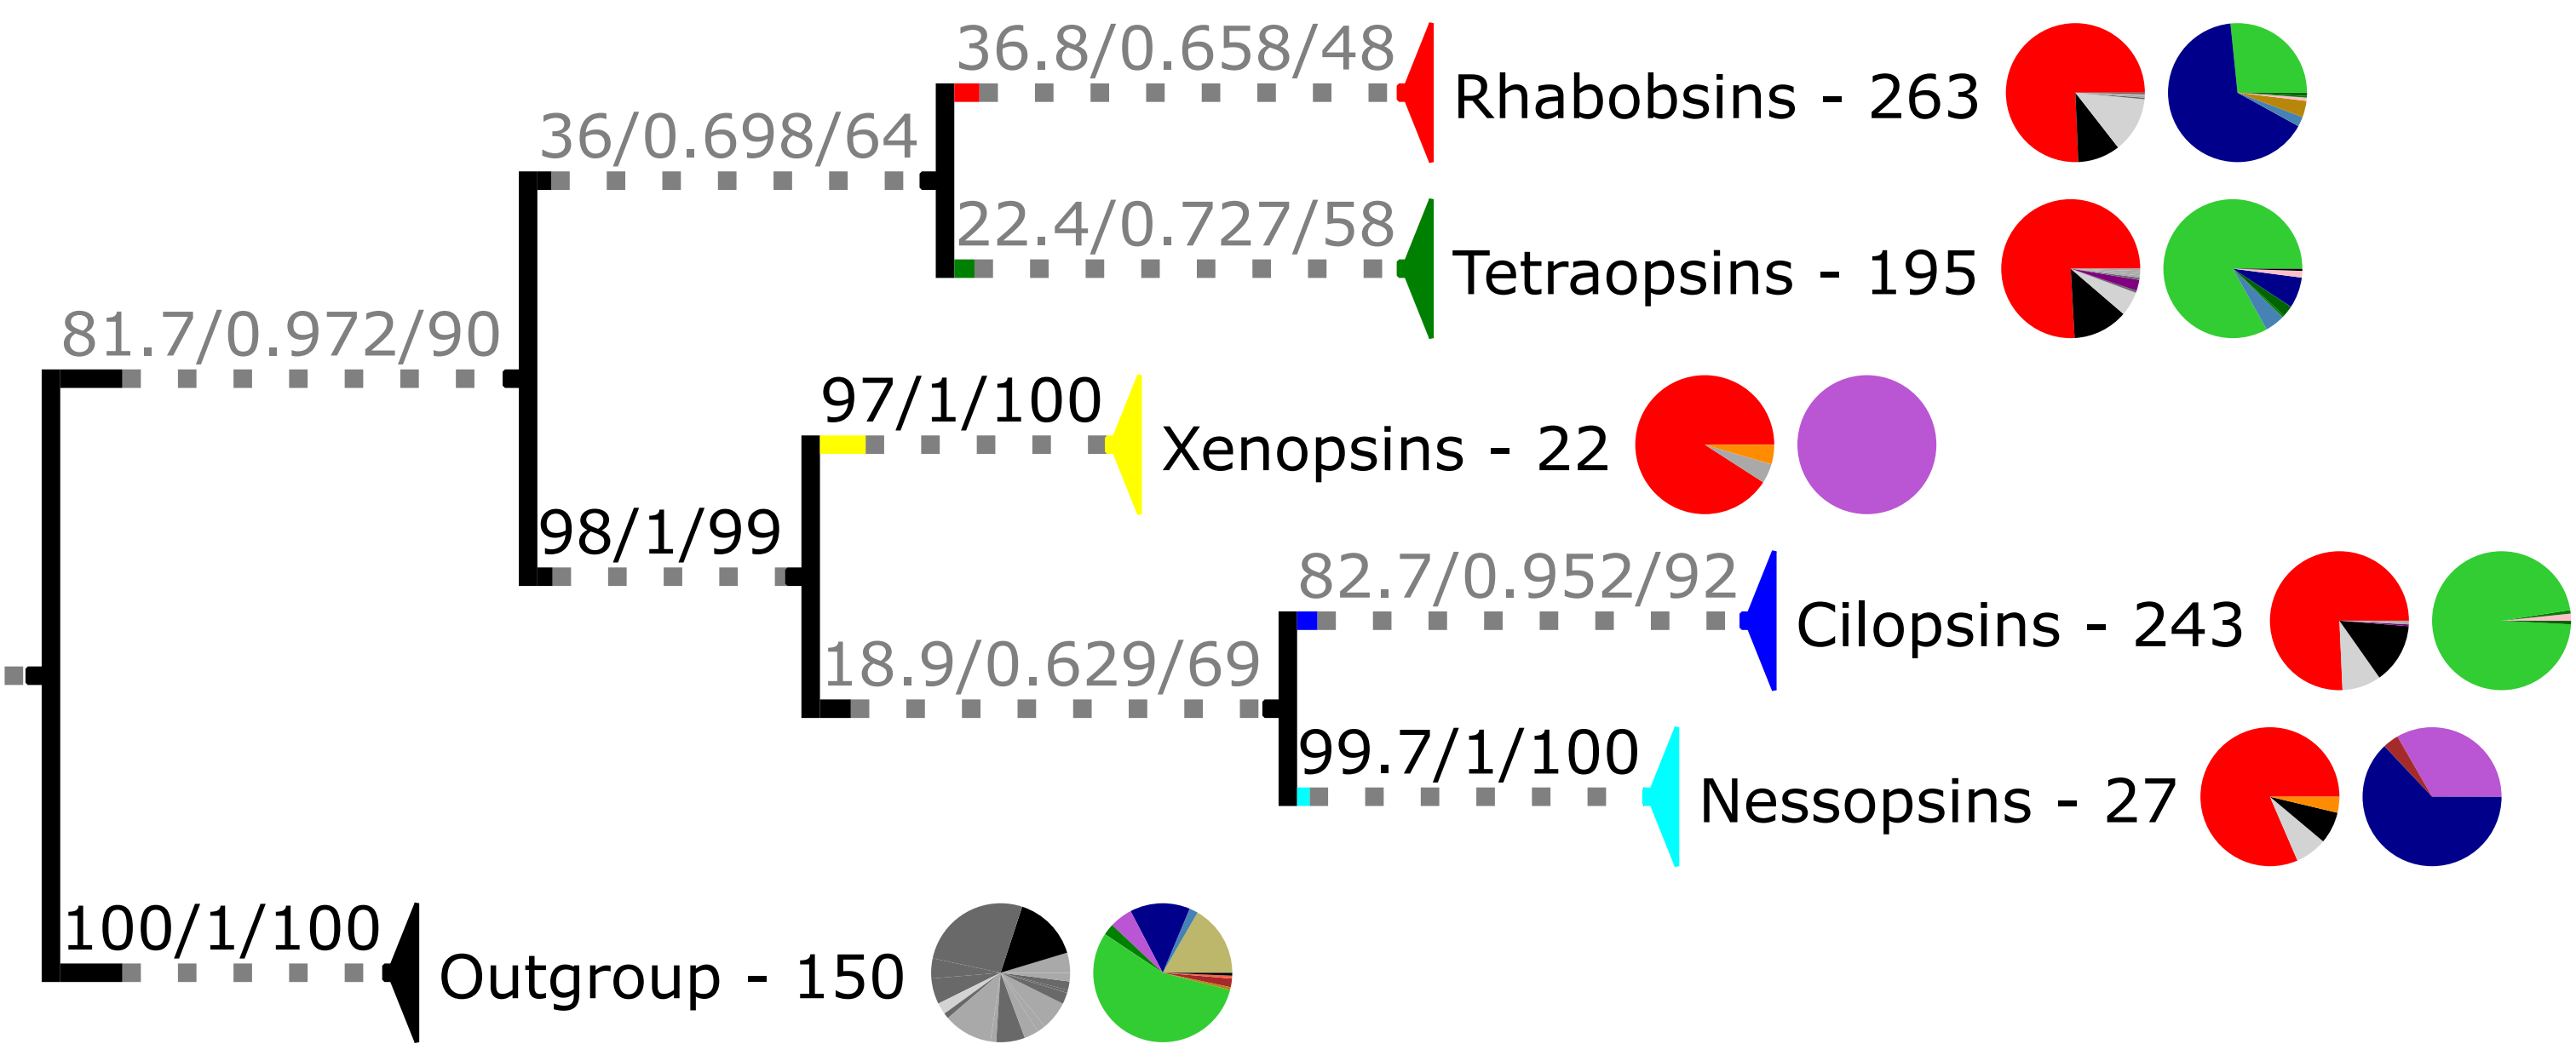 36.8/0.658/48
Rhabobsins - 263
36/0.698/64
22.4/0.727/58
Tetraopsins - 195
81.7/0.972/90
97/1/100
Xenopsins - 22
98/1/99
82.7/0.952/92
Cilopsins - 243
18.9/0.629/69
99.7/1/100
Nessopsins - 27
100/1/100
Outgroup - 150